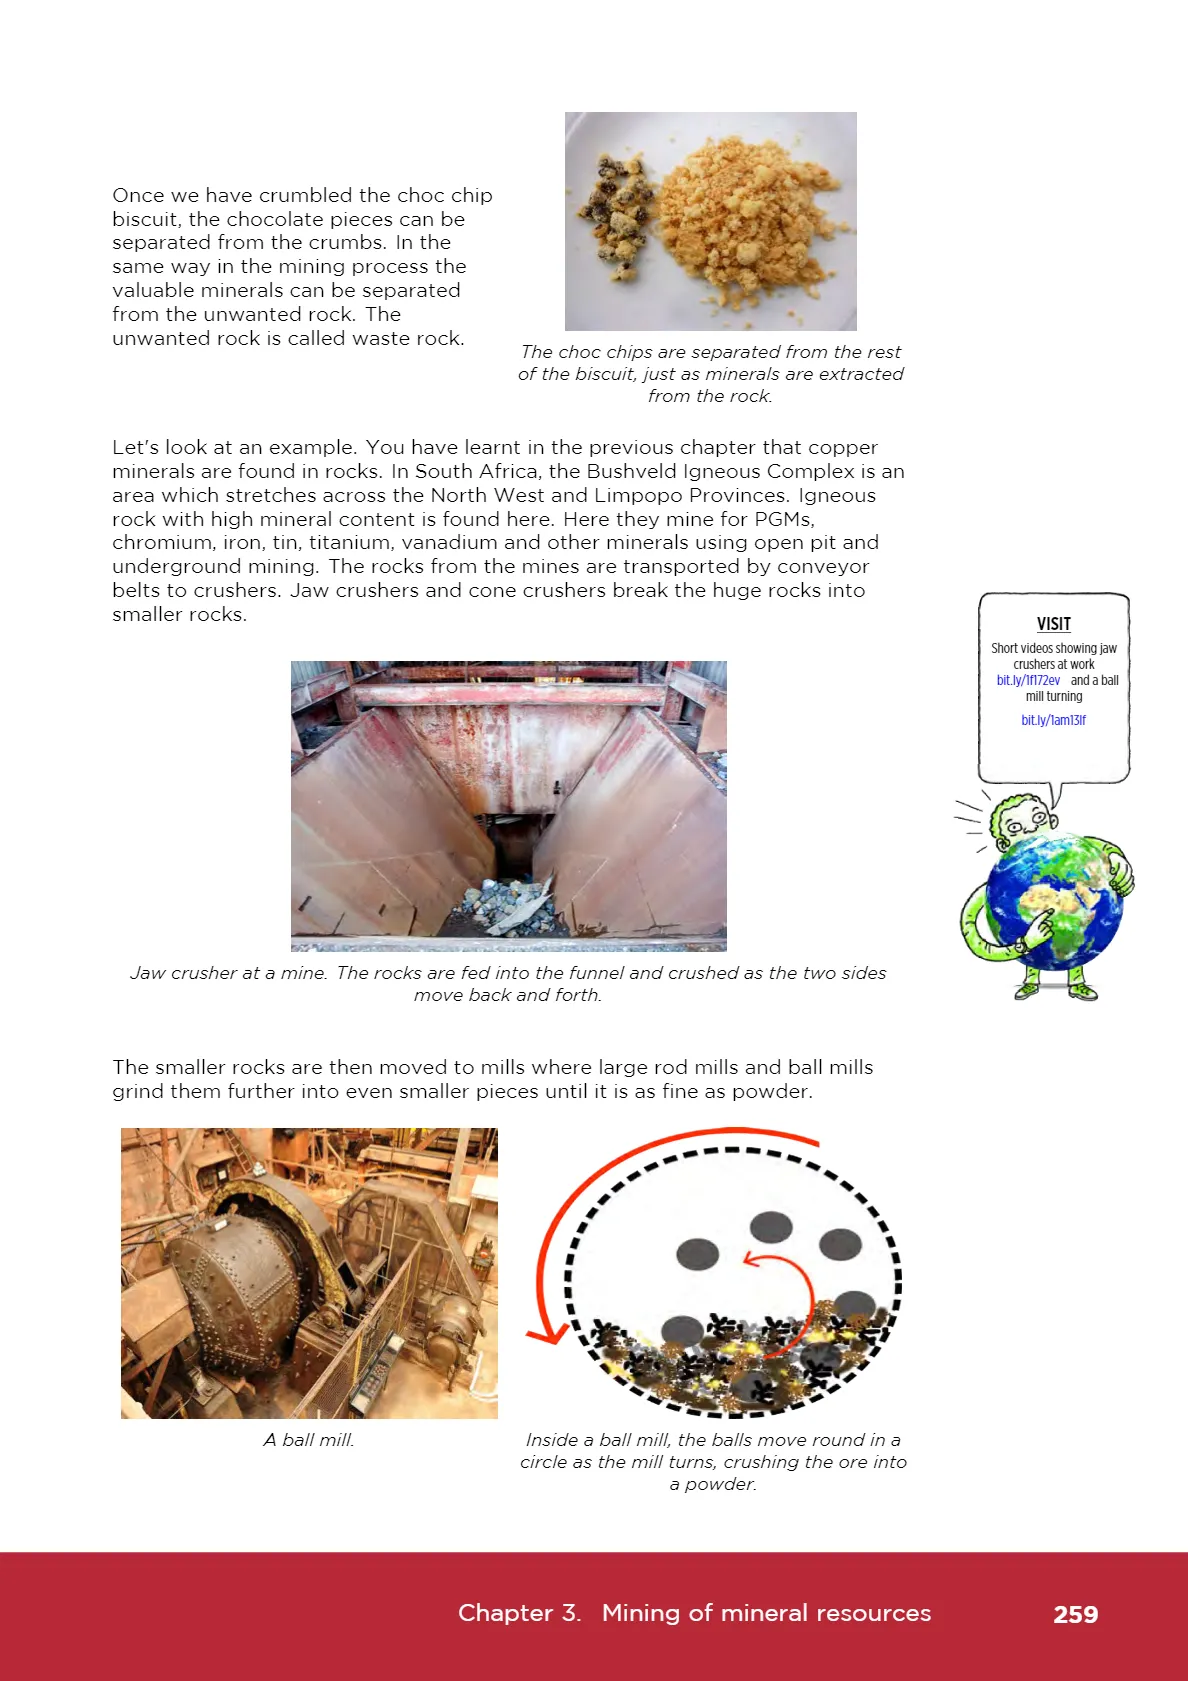 Once we have crumbled the choc chip
biscuit, the chocolate pieces can be
separated from the crumbs. In the
same way in the mining process the
valuable minerals can be separated
from the unwanted rock. The
unwanted rock is called waste rock.
The choc chips are separated from the rest
of the biscuit, just as minerals are extracted
from the rock.
Let's look at an example. You have learnt in the previous chapter that copper
minerals are found in rocks. In South Africa, the Bushveld Igneous Complex is an
area which stretches across the North West and Limpopo Provinces. Igneous
rock with high mineral content is found here. Here they mine for PGMs,
chromium, iron, tin, titanium, vanadium and other minerals using open pit and
underground mining. The rocks from the mines are transported by conveyor
belts to crushers. Jaw crushers and cone crushers break the huge rocks into
smaller rocks.
VISIT
Short videos showing jaw
crushers at work
bit.ly/1f172ev and a ball
mill turning
bit.ly/1am13lf
Jaw crusher at a mine. The rocks are fed into the funnel and crushed as the two sides
move back and forth.
The smaller rocks are then moved to mills where large rod mills and ball mills
grind them further into even smaller pieces until it is as fine as powder.
A ball mill.
Inside a ball mill, the balls move round in a
circle as the mill turns, crushing the ore into
a powder.
Chapter 3. Mining of mineral resources 259